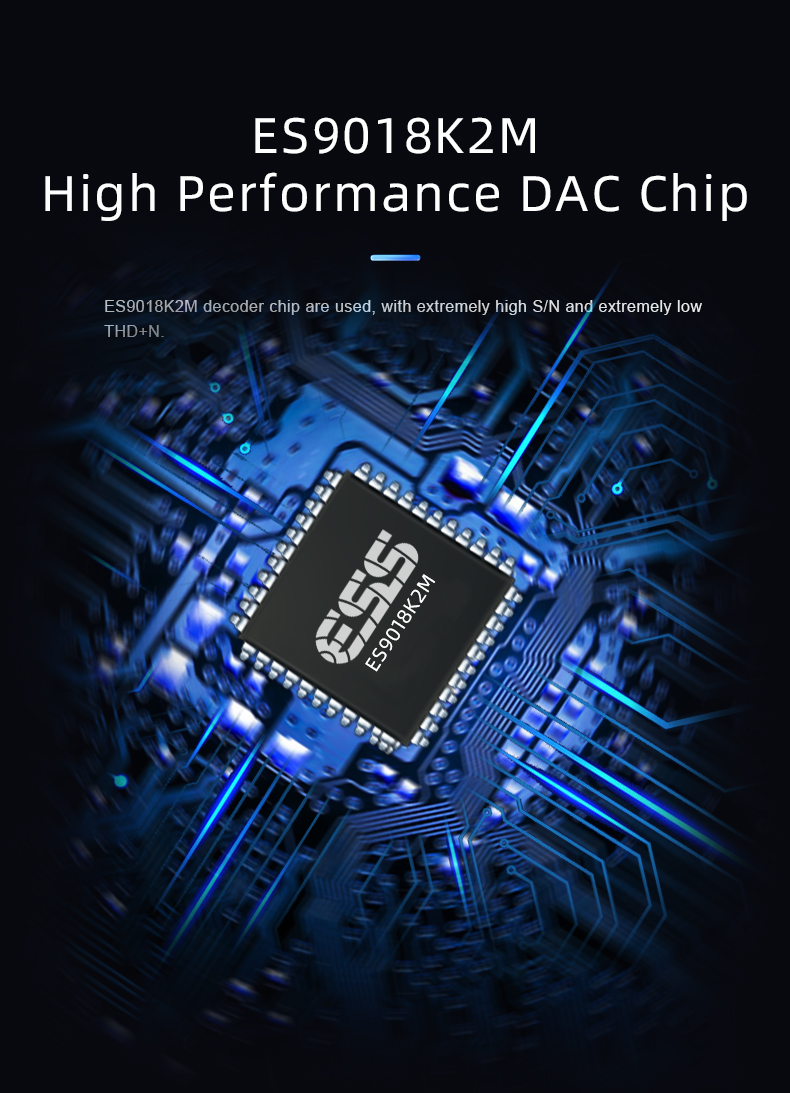 ES9018K2M
High Performance DAC Chip
ES9018K2M decoder chip are used, with extremely high S/N and extremely low
THD+N.
ESS
ES9018K2M